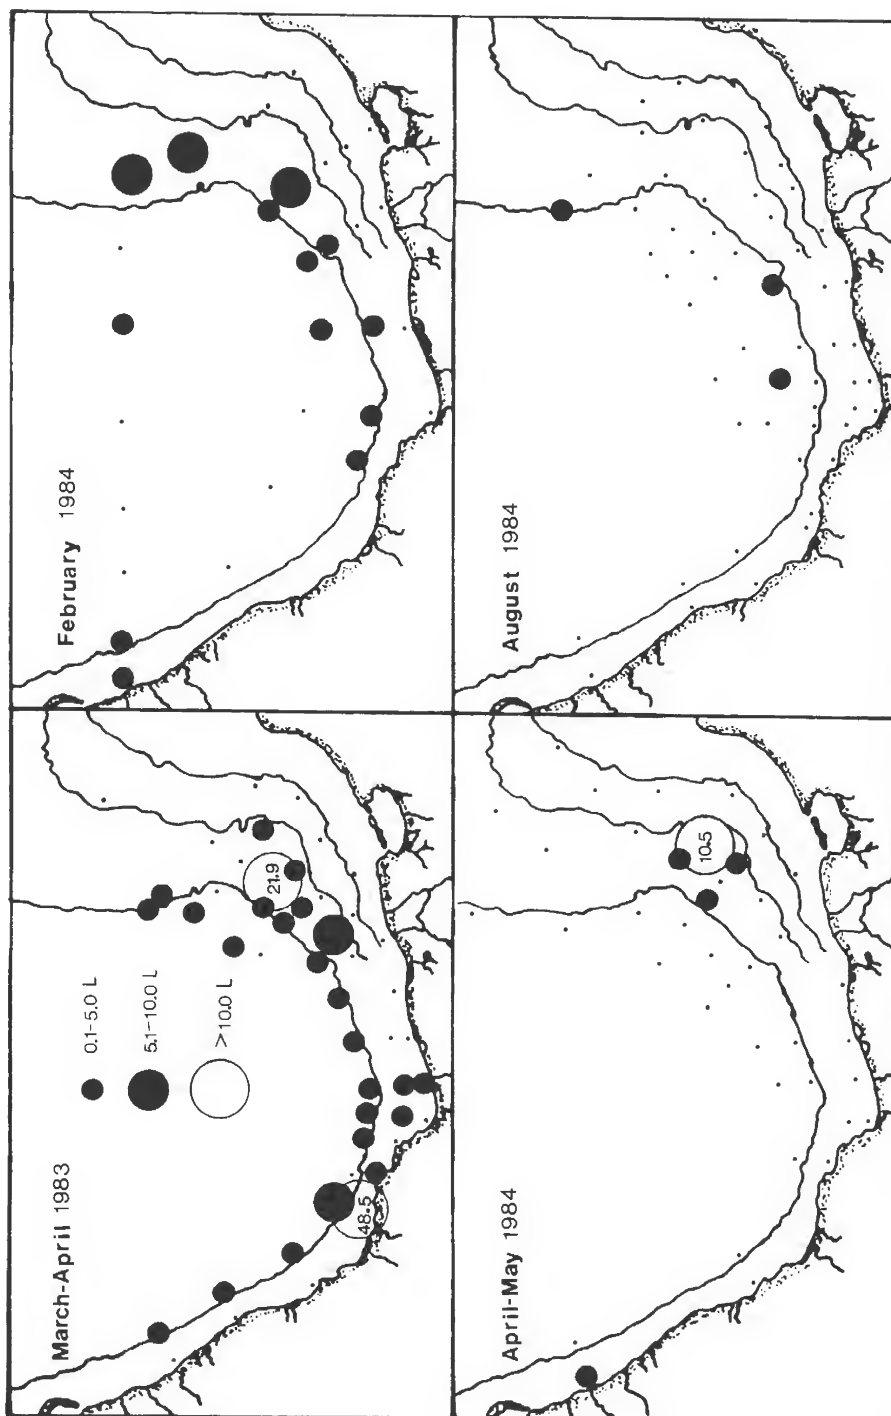 March-April 1983
0.1-5.0 L
5.1-10.0 L
>10.0 L
21.9
48.5
February 1984
April-May 1984
10.5
August 1984